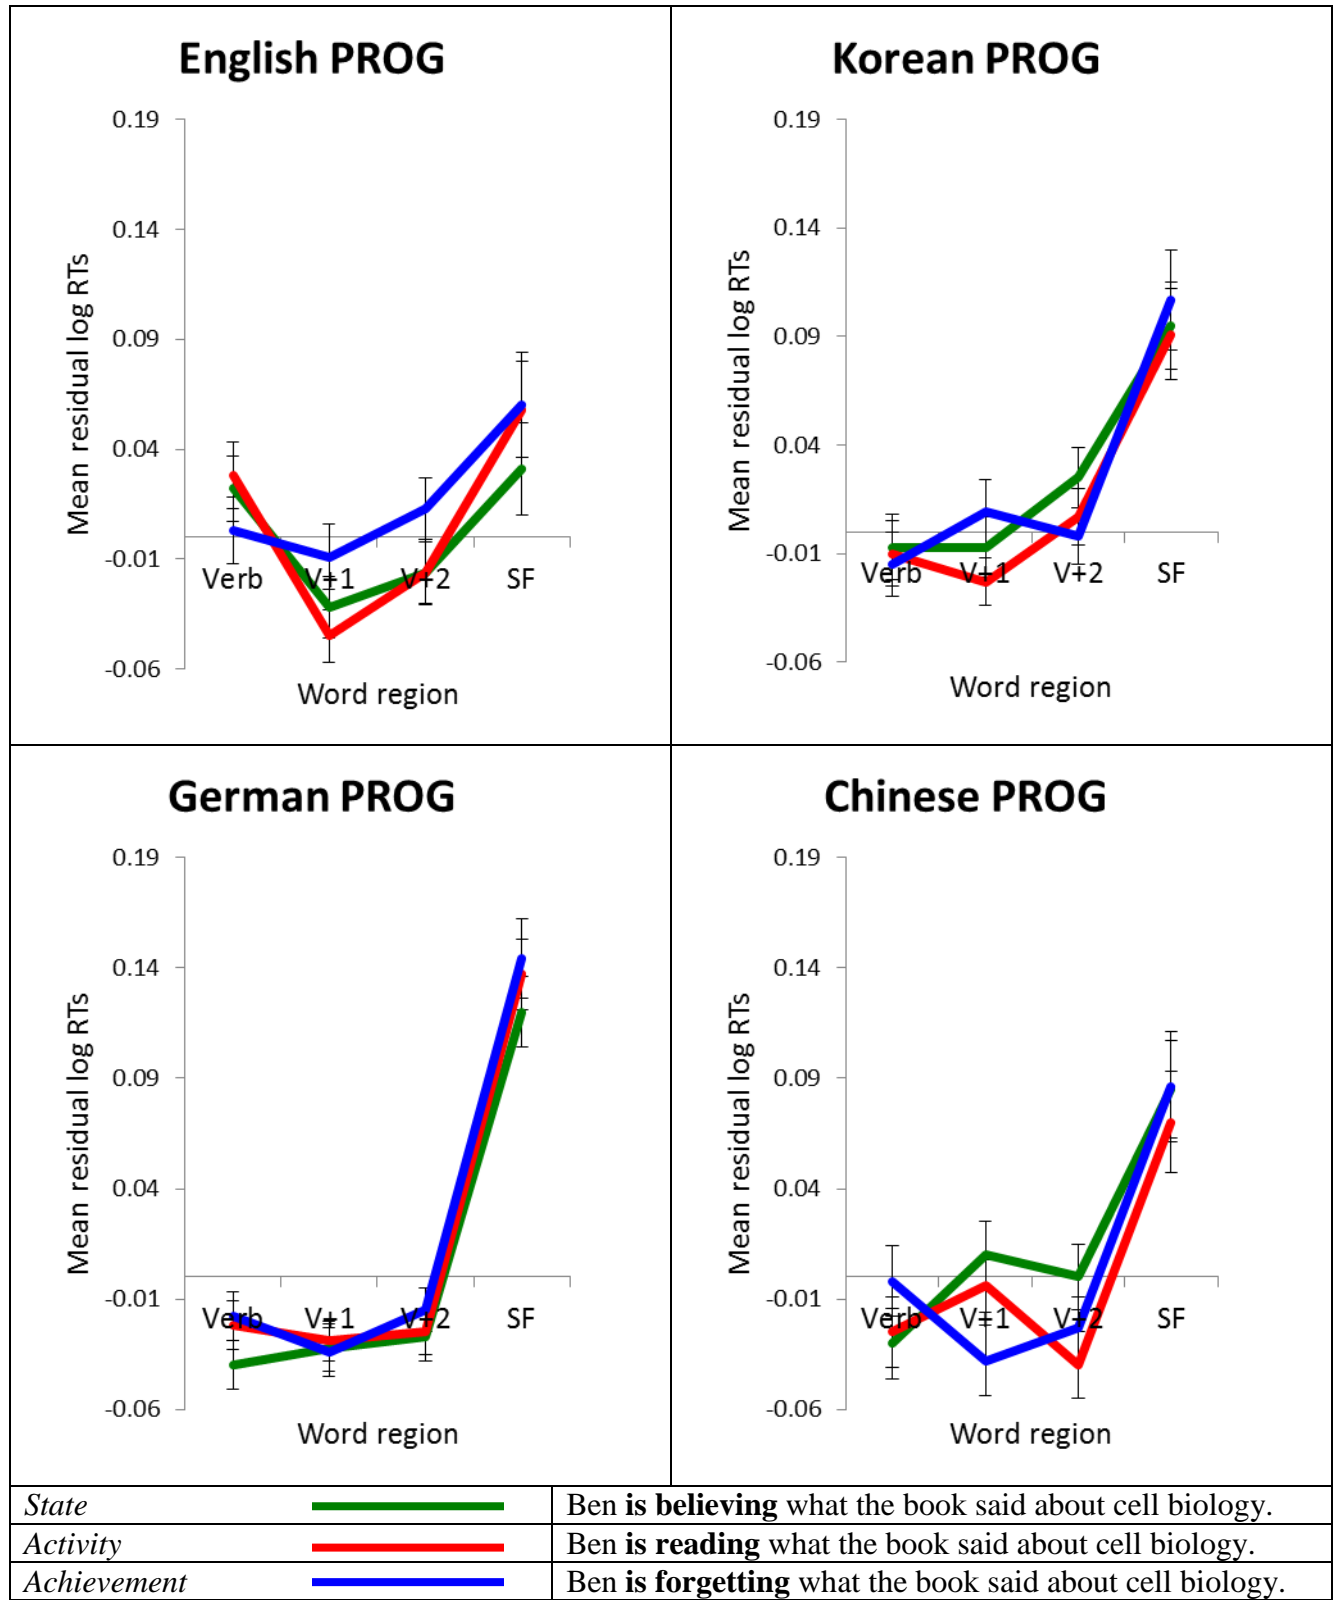 English PROG
0.19
0.14
0.09
0.04
-0.01
-0.06
Mean residual log RTs
Verb V+1 V+2 SF
Word region
Korean PROG
0.19
0.14
0.09
0.04
-0.01
-0.06
Mean residual log RTs
Verb V+1 V+2 SF
Word region
German PROG
0.19
0.14
0.09
0.04
-0.01
-0.06
Mean residual log RTs
Verb V+1 V+2 SF
Word region
Chinese PROG
0.19
0.14
0.09
0.04
-0.01
-0.06
Mean residual log RTs
Verb V+1 V+2 SF
Word region
State Ben is believing what the book said about cell biology.
Activity Ben is reading what the book said about cell biology.
Achievement Ben is forgetting what the book said about cell biology.